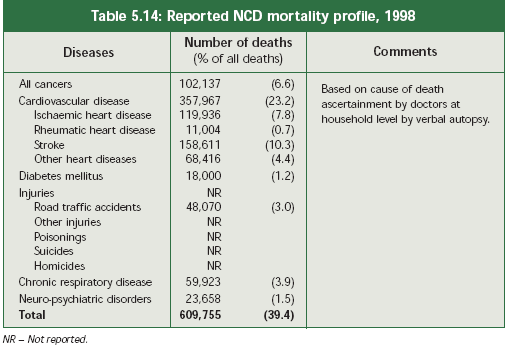 Table 5.14: Reported NCD mortality profile, 1998
Diseases Number of deaths (% of all deaths) Comments
All cancers 102,137 (6.6)
Cardiovascular disease 357,967 (23.2)
Ischaemic heart disease 119,936 (7.8)
Rheumatic heart disease 11,004 (0.7)
Stroke 158,611 (10.3)
Other heart diseases 68,416 (4.4)
Diabetes mellitus 18,000 (1.2)
Injuries NR
Road traffic accidents 48,070 (3.0)
Other injuries NR
Poisonings NR
Suicides NR
Homicides NR
Chronic respiratory disease 59,923 (3.9)
Neuro-psychiatric disorders 23,658 (1.5)
Total 609,755 (39.4)
Based on cause of death
ascertainment by doctors at
household level by verbal autopsy.
NR – Not reported.